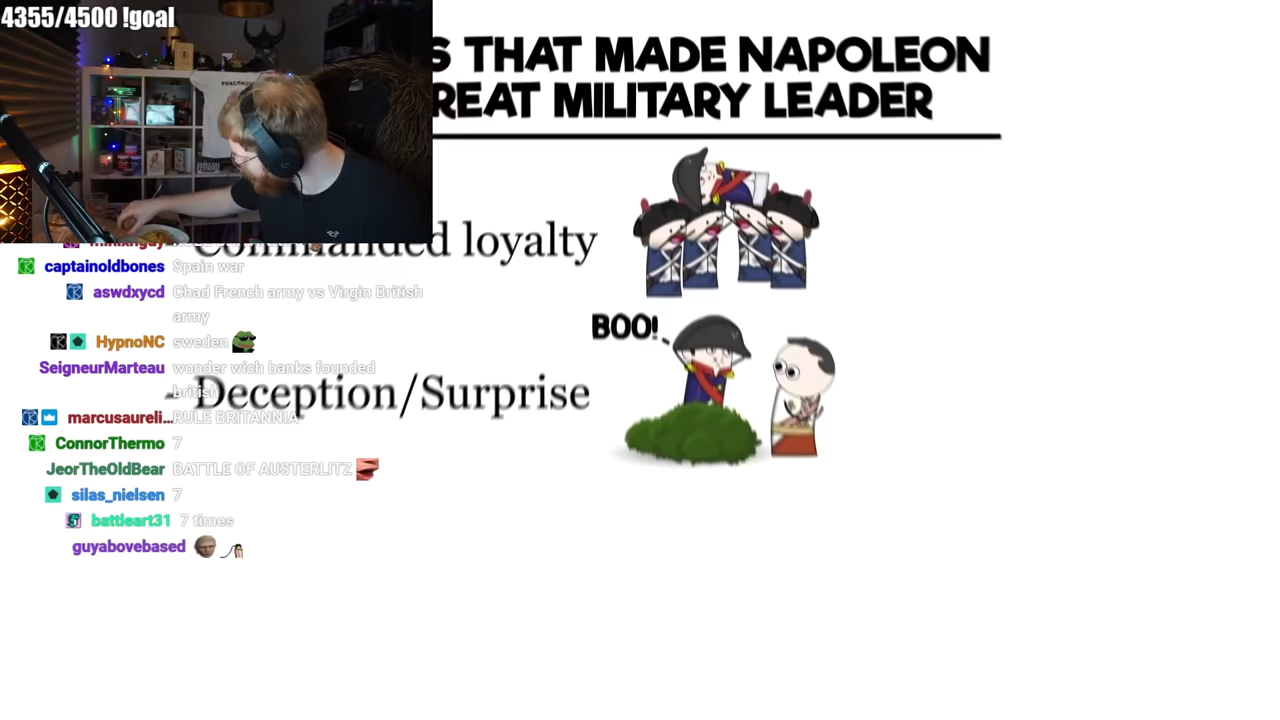 4355/4500 !goal
S THAT MADE NAPOLEON
REAT MILITARY LEADER
Commanded loyalty
captainoldbones Spain war
aswdxycd Chad French army vs Virgin British
army
BOO!
HypnoNC sweden
SeigneurMarteau wonder wich banks founded
british
- Deception/Surprise
marcusaureli... RULE BRITANNIA
ConnorThermo 7
JeorTheOldBear BATTLE OF AUSTERLITZ
silas_nielsen 7
battleart31 7 times
guyabovebased